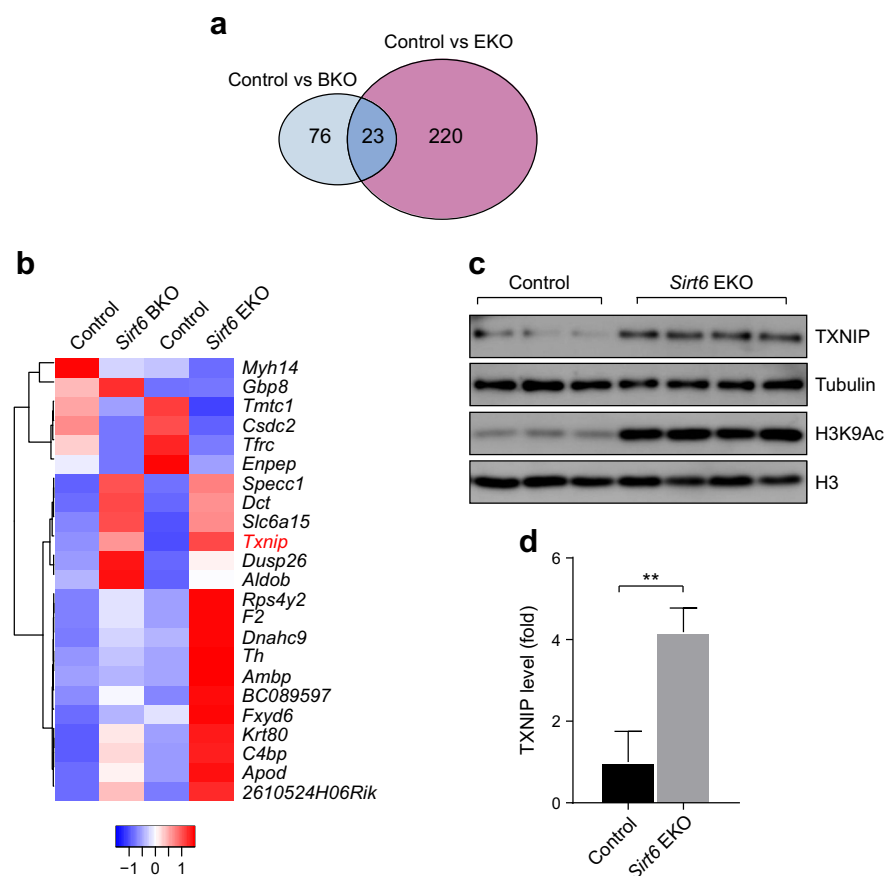 a
Control vs EKO
Control vs BKO
76
23
220
b
Control
Sirt6 BKO
Control
Sirt6 EKO
Myh14
Gbp8
Tmtc1
Csdc2
Tfrc
Enpep
Specc1
Dct
Slc6a15
Txnip
Dusp26
Aldob
Rps4y2
F2
Dnahc9
Th
Ambp
BC089597
Fxyd6
Krt80
C4bp
Apod
2610524H06Rik
−1 0 1
c
Control
Sirt6 EKO
TXNIP
Tubulin
H3K9Ac
H3
d
TXNIP level (fold)
6
4
2
0
**
Control
Sirt6 EKO